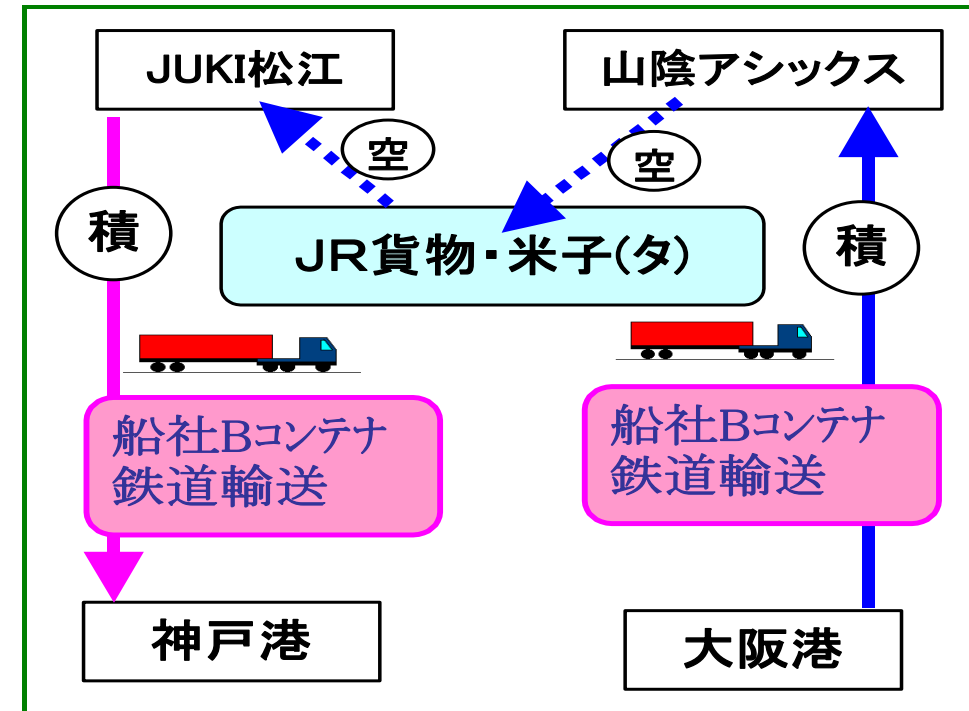 JUKI松江
山陰アシックス
空
空
積
JR貨物・米子(タ)
積
船社Bコンテナ
鉄道輸送
船社Bコンテナ
鉄道輸送
神戸港
大阪港